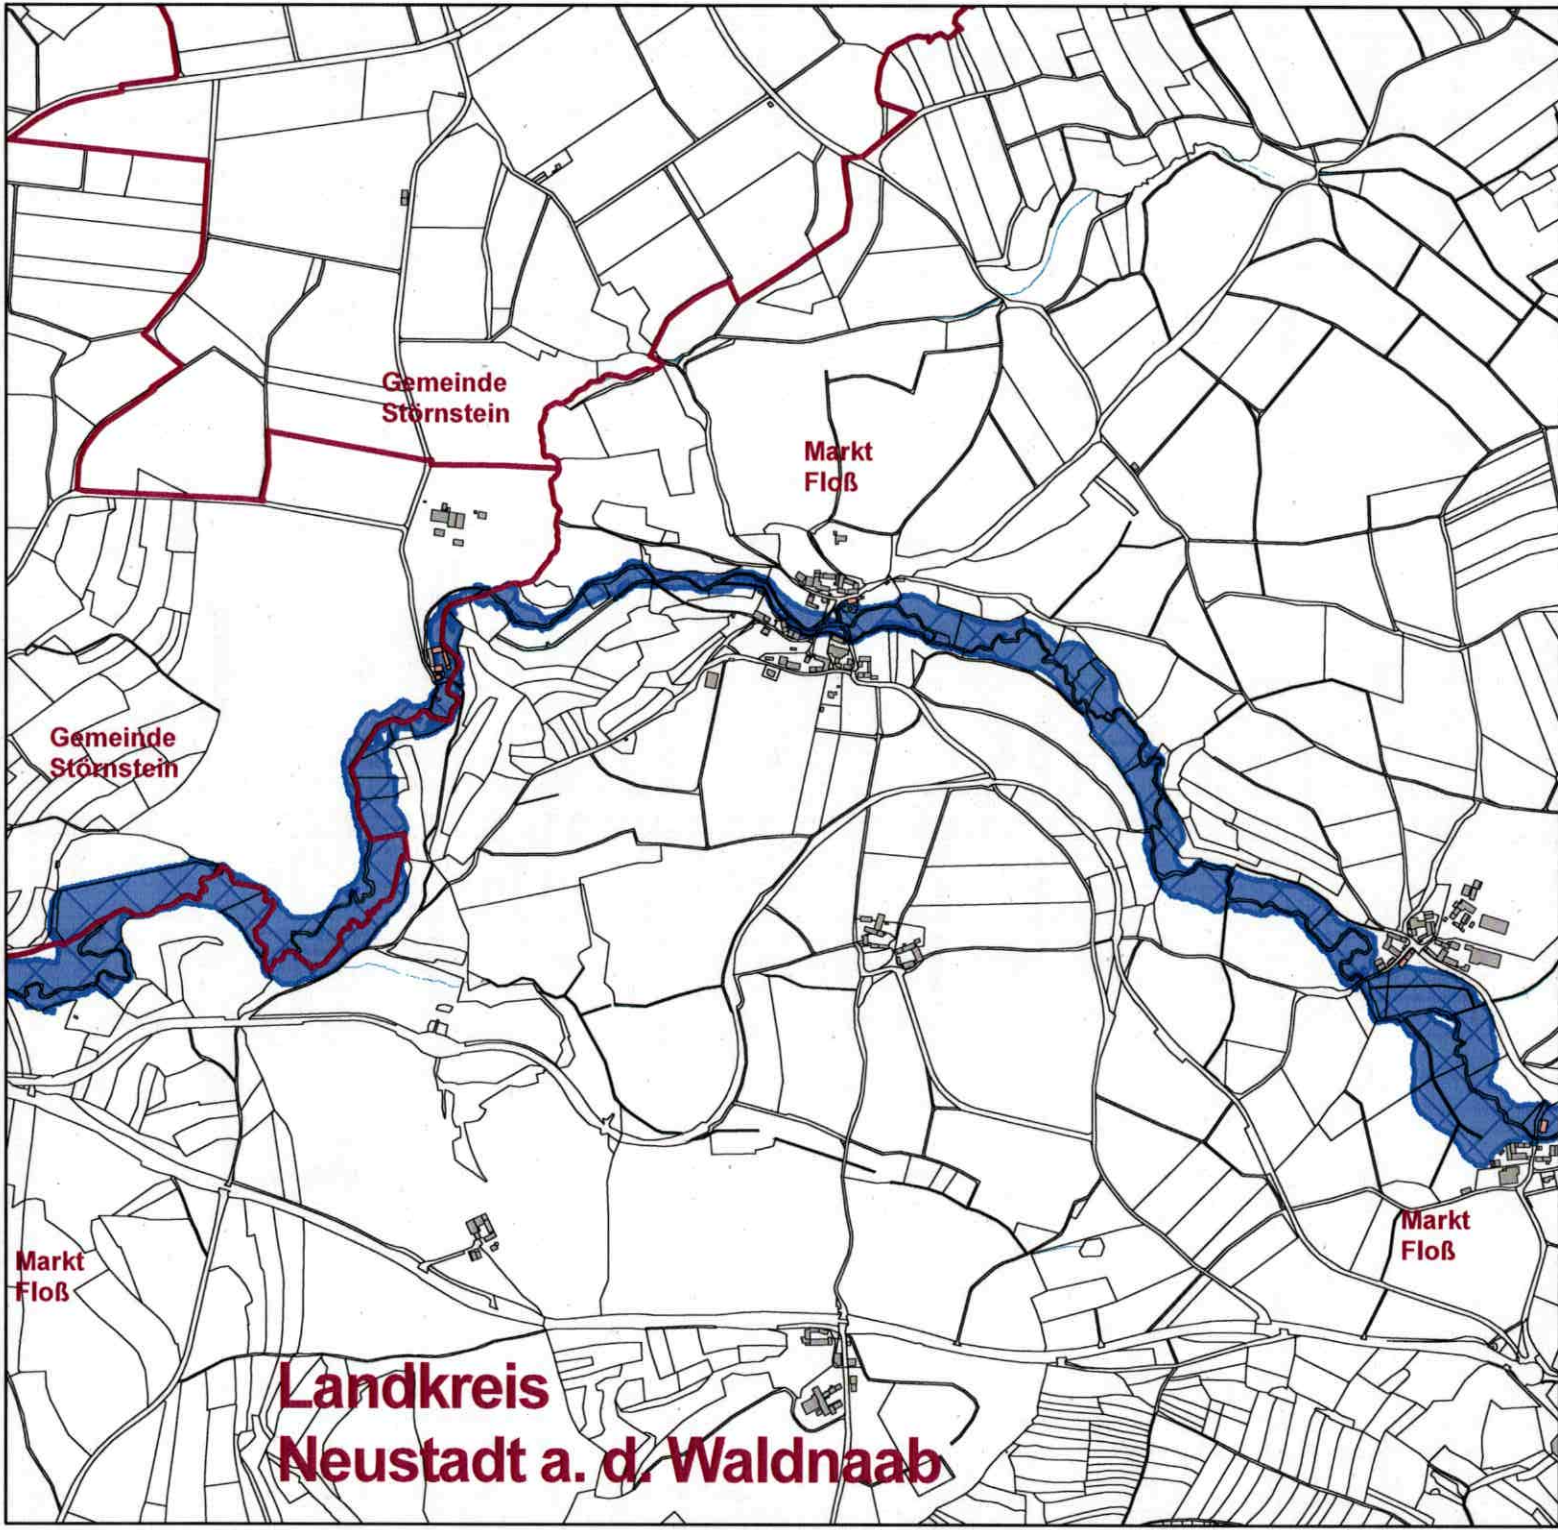 Gemeinde
Störnstein
Markt
Floß
Gemeinde
Störnstein
Markt
Floß
Markt
Floß
Landkreis
Neustadt a. d. Waldnaab